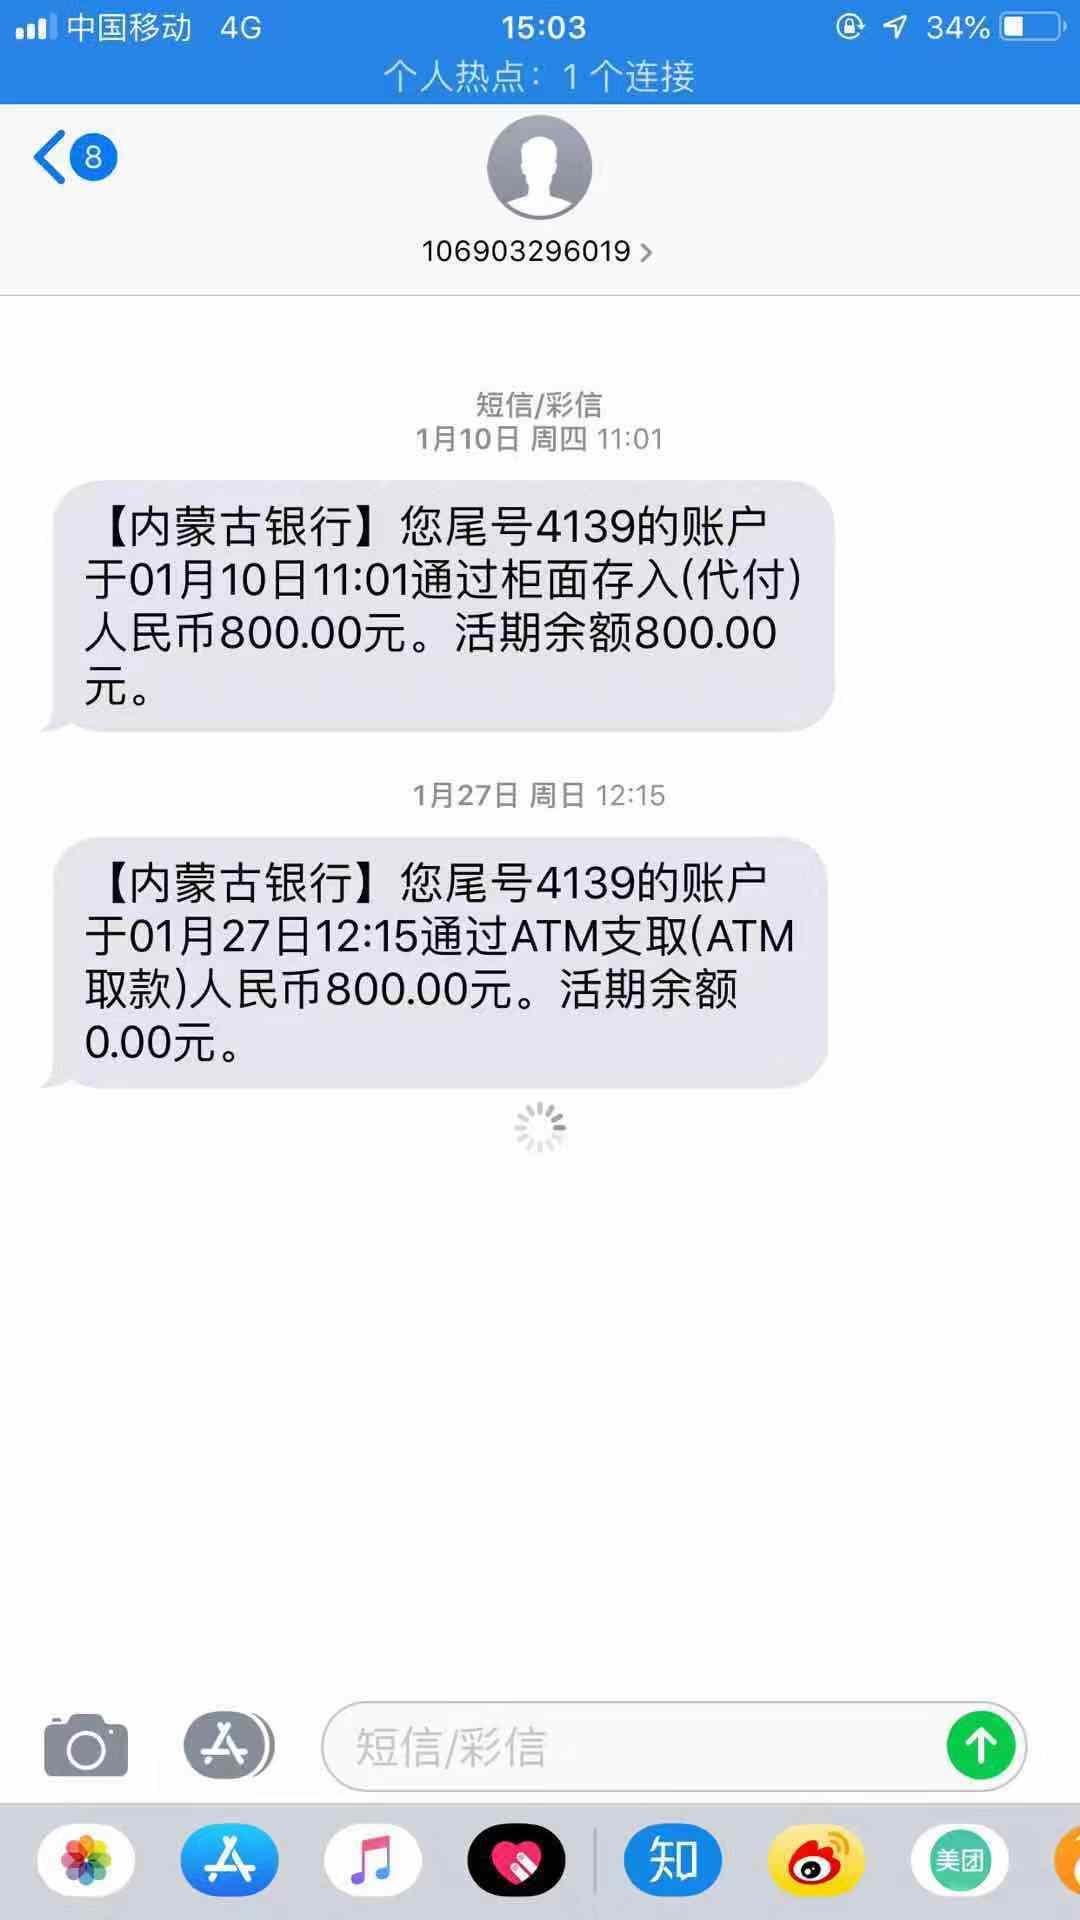 中国移动 4G 15:03 34%
个人热点：1 个连接
8
106903296019
短信/彩信
1月10日 周四 11:01
【内蒙古银行】您尾号4139的账户
于01月10日11:01通过柜面存入(代付)
人民币800.00元。活期余额800.00
元。
1月27日 周日 12:15
【内蒙古银行】您尾号4139的账户
于01月27日12:15通过ATM支取(ATM
取款)人民币800.00元。活期余额
0.00元。
短信/彩信
知 美团